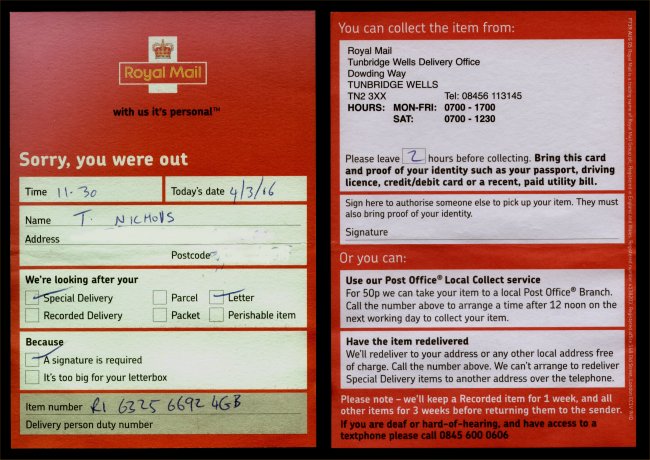 Royal Mail
with us it's personal™
Sorry, you were out
Time 11.30 Today's date 4/3/16
Name T. NICHOLLS
Address
Postcode
We're looking after your
Special Delivery Parcel Letter
Recorded Delivery Packet Perishable item
Because
A signature is required
It's too big for your letterbox
Item number RI 6325 6692 4GB
Delivery person duty number
You can collect the item from:
Royal Mail
Tunbridge Wells Delivery Office
Dowding Way
TUNBRIDGE WELLS
TN2 3XX Tel: 08456 113145
HOURS: MON-FRI: 0700 - 1700
SAT: 0700 - 1230
Please leave 2 hours before collecting. Bring this card
and proof of your identity such as your passport, driving
licence, credit/debit card or a recent, paid utility bill.
Sign here to authorise someone else to pick up your item. They must
also bring proof of your identity.
Signature
Or you can:
Use our Post Office® Local Collect service
For 50p we can take your item to a local Post Office® Branch.
Call the number above to arrange a time after 12 noon on the
next working day to collect your item.
Have the item redelivered
We'll redeliver to your address or any other local address free
of charge. Call the number above. We can't arrange to redeliver
Special Delivery items to another address over the telephone.
Please note – we'll keep a Recorded item for 1 week, and all
other items for 3 weeks before returning them to the sender.
If you are deaf or hard-of-hearing, and have access to a
textphone please call 0845 600 0606